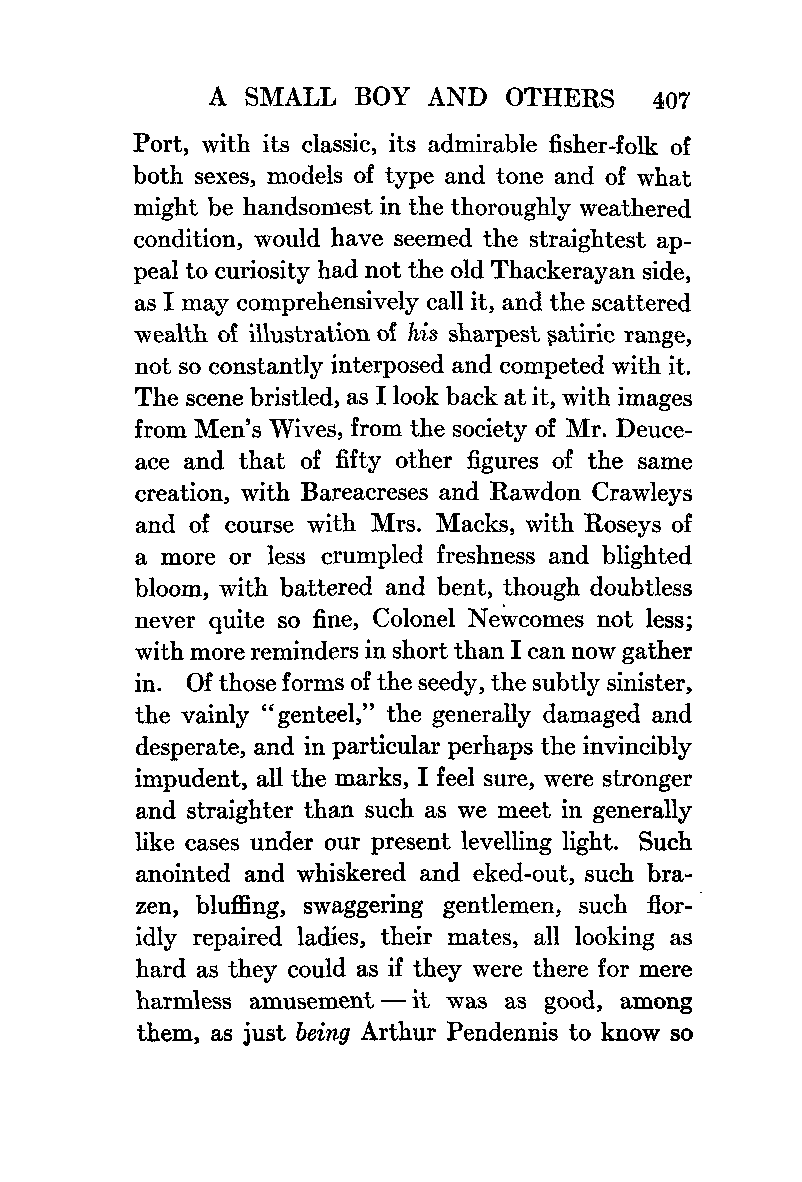 A SMALL BOY AND OTHERS 407
Port, with its classic, its admirable fisher-folk of
both sexes, models of type and tone and of what
might be handsomest in the thoroughly weathered
condition, would have seemed the straightest ap-
peal to curiosity had not the old Thackerayan side,
as I may comprehensively call it, and the scattered
wealth of illustration of his sharpest satiric range,
not so constantly interposed and competed with it.
The scene bristled, as I look back at it, with images
from Men's Wives, from the society of Mr. Deuce-
ace and that of fifty other figures of the same
creation, with Bareacreses and Rawdon Crawleys
and of course with Mrs. Macks, with Roseys of
a more or less crumpled freshness and blighted
bloom, with battered and bent, though doubtless
never quite so fine, Colonel Newcomes not less;
with more reminders in short than I can now gather
in. Of those forms of the seedy, the subtly sinister,
the vainly “genteel,” the generally damaged and
desperate, and in particular perhaps the invincibly
impudent, all the marks, I feel sure, were stronger
and straighter than such as we meet in generally
like cases under our present levelling light. Such
anointed and whiskered and eked-out, such bra-
zen, bluffing, swaggering gentlemen, such flor-
idly repaired ladies, their mates, all looking as
hard as they could as if they were there for mere
harmless amusement — it was as good, among
them, as just being Arthur Pendennis to know so